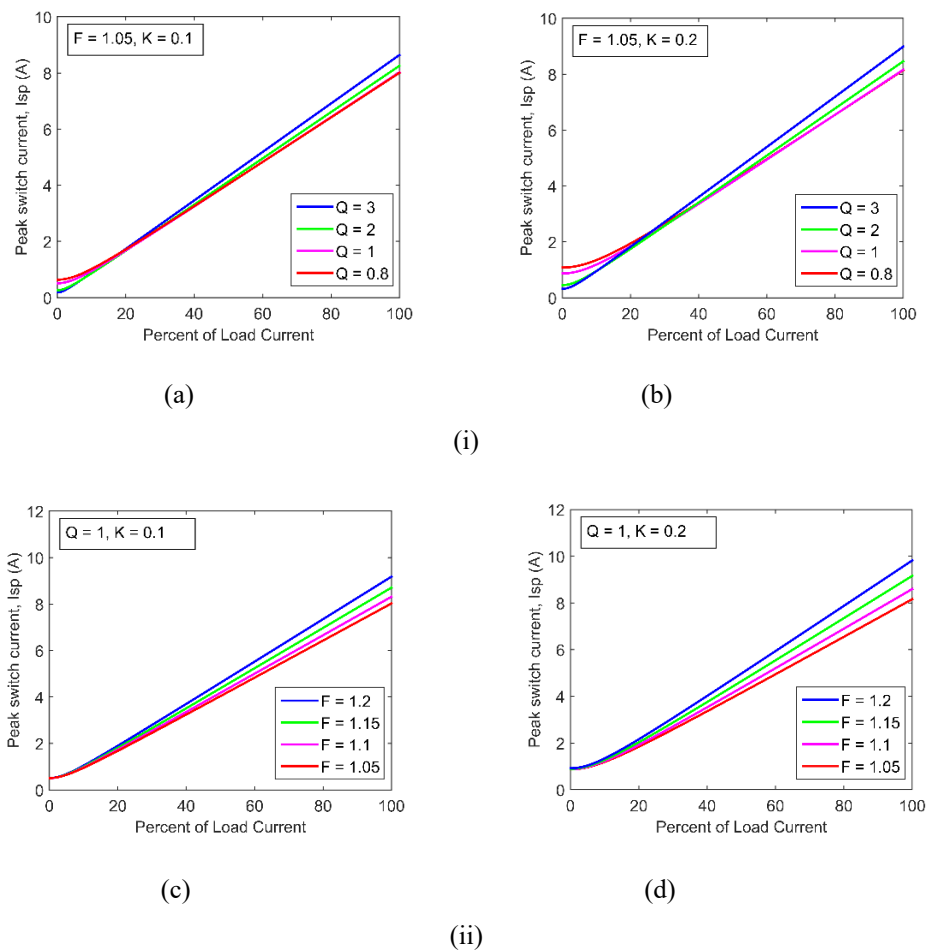 F = 1.05, K = 0.1
Peak switch current, Isp (A)
10
8
6
4
2
0
Q = 3
Q = 2
Q = 1
Q = 0.8
0 20 40 60 80 100
Percent of Load Current
(a)
F = 1.05, K = 0.2
Peak switch current, Isp (A)
10
8
6
4
2
0
Q = 3
Q = 2
Q = 1
Q = 0.8
0 20 40 60 80 100
Percent of Load Current
(b)
(i)
Q = 1, K = 0.1
Peak switch current, Isp (A)
12
10
8
6
4
2
0
F = 1.2
F = 1.15
F = 1.1
F = 1.05
0 20 40 60 80 100
Percent of Load Current
(c)
Q = 1, K = 0.2
Peak switch current, Isp (A)
12
10
8
6
4
2
0
F = 1.2
F = 1.15
F = 1.1
F = 1.05
0 20 40 60 80 100
Percent of Load Current
(d)
(ii)